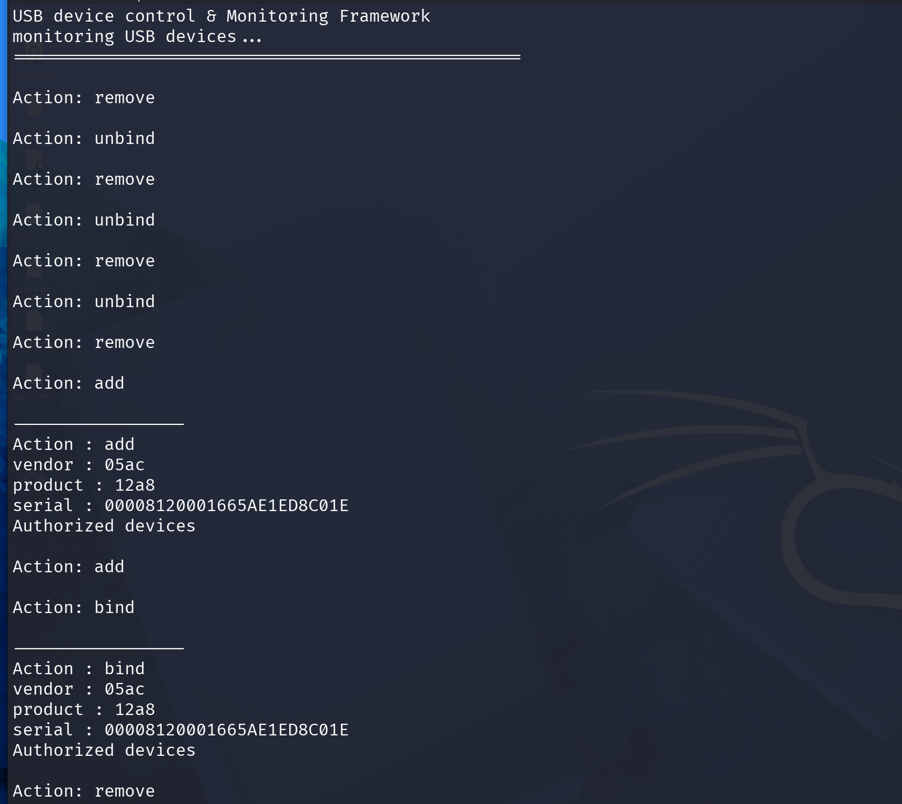 USB device control & Monitoring Framework
monitoring USB devices...
Action: remove
Action: unbind
Action: remove
Action: unbind
Action: remove
Action: unbind
Action: remove
Action: add
Action : add
vendor : 05ac
product : 12a8
serial : 00008120001665AE1ED8C01E
Authorized devices
Action: add
Action: bind
Action : bind
vendor : 05ac
product : 12a8
serial : 00008120001665AE1ED8C01E
Authorized devices
Action: remove